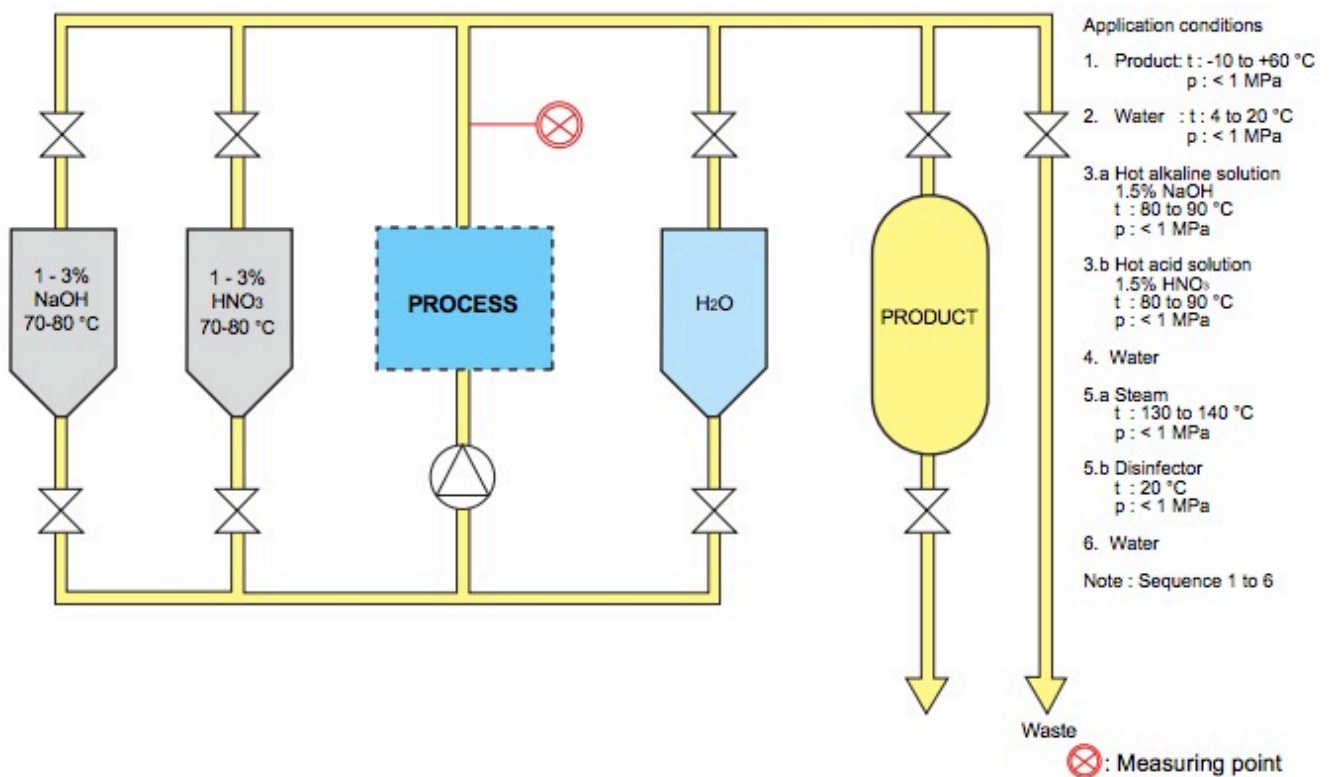 1 - 3%
NaOH
70-80 °C
1 - 3%
HNO3
70-80 °C
PROCESS
H2O
PRODUCT
Waste
: Measuring point
Application conditions
1. Product: t : -10 to +60 °C
p : < 1 MPa
2. Water : t : 4 to 20 °C
p : < 1 MPa
3.a Hot alkaline solution
1.5% NaOH
t : 80 to 90 °C
p : < 1 MPa
3.b Hot acid solution
1.5% HNO3
t : 80 to 90 °C
p : < 1 MPa
4. Water
5.a Steam
t : 130 to 140 °C
p : < 1 MPa
5.b Disinfector
t : 20 °C
p : < 1 MPa
6. Water
Note : Sequence 1 to 6